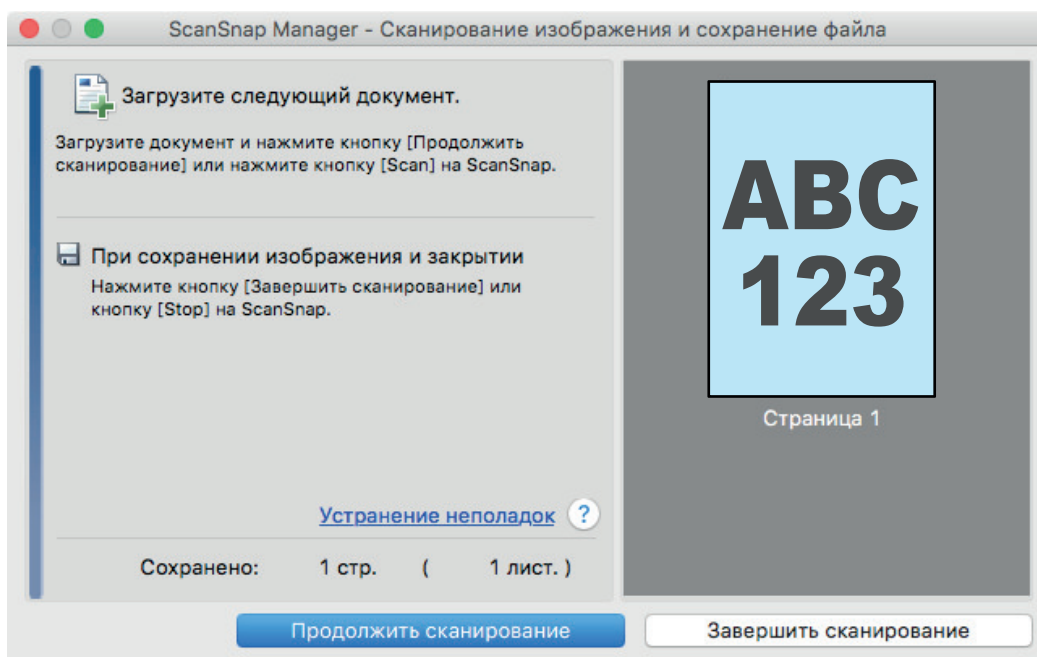 ScanSnap Manager - Сканирование изображения и сохранение файла
Загрузите следующий документ.
Загрузите документ и нажмите кнопку [Продолжить
сканирование] или нажмите кнопку [Scan] на ScanSnap.
При сохранении изображения и закрытии
Нажмите кнопку [Завершить сканирование] или
кнопку [Stop] на ScanSnap.
Устранение неполадок ?
Сохранено: 1 стр. ( 1 лист. )
ABC
123
Страница 1
Продолжить сканирование
Завершить сканирование